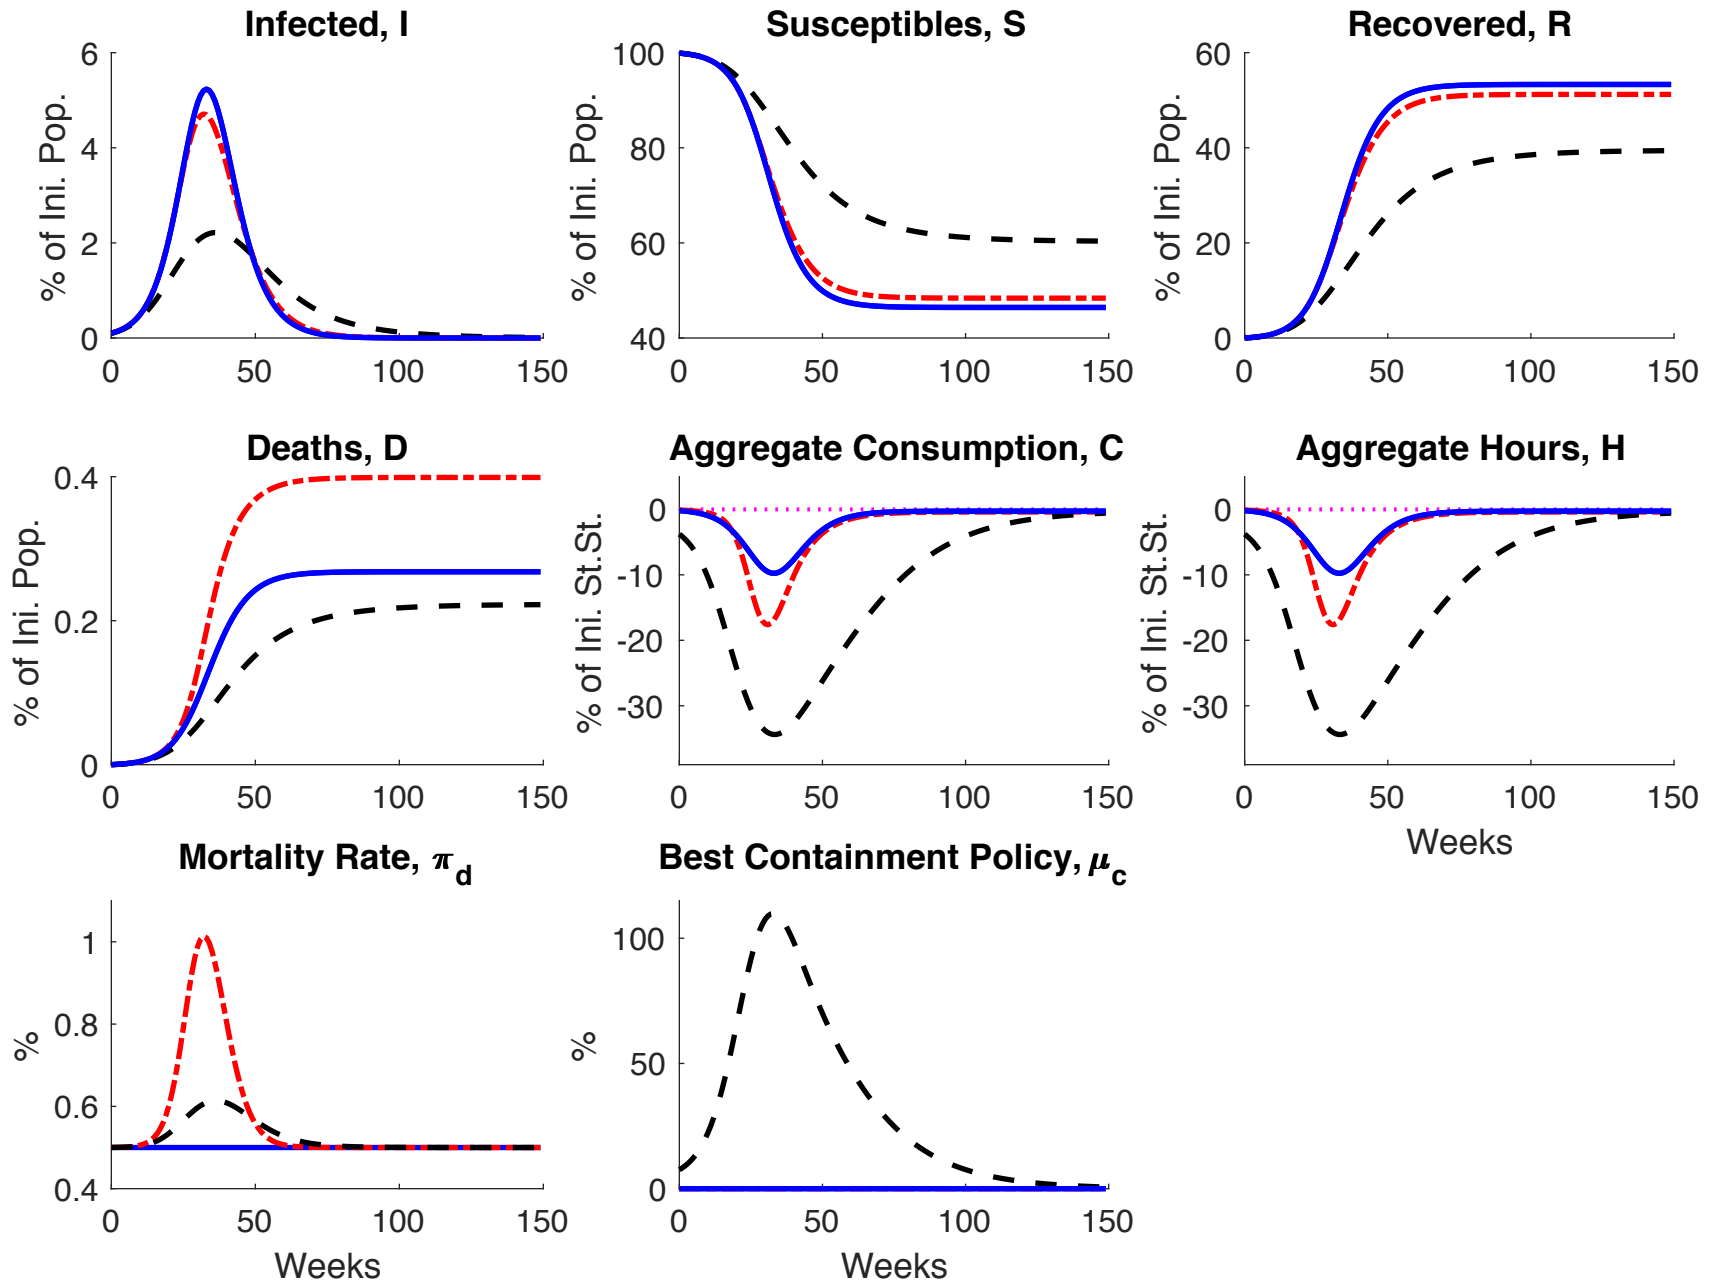 Infected, I
% of Ini. Pop.
6
4
2
0
0 50 100 150
Susceptibles, S
% of Ini. Pop.
100
80
60
40
0 50 100 150
Recovered, R
% of Ini. Pop.
60
40
20
0
0 50 100 150
Deaths, D
% of Ini. Pop.
0.4
0.2
0
0 50 100 150
Aggregate Consumption, C
% of Ini. St.St.
0
-10
-20
-30
0 50 100 150
Aggregate Hours, H
% of Ini. St.St.
0
-10
-20
-30
0 50 100 150
Weeks
Mortality Rate, π_d
%
1
0.8
0.6
0.4
0 50 100 150
Weeks
Best Containment Policy, μ_c
%
100
50
0
0 50 100 150
Weeks